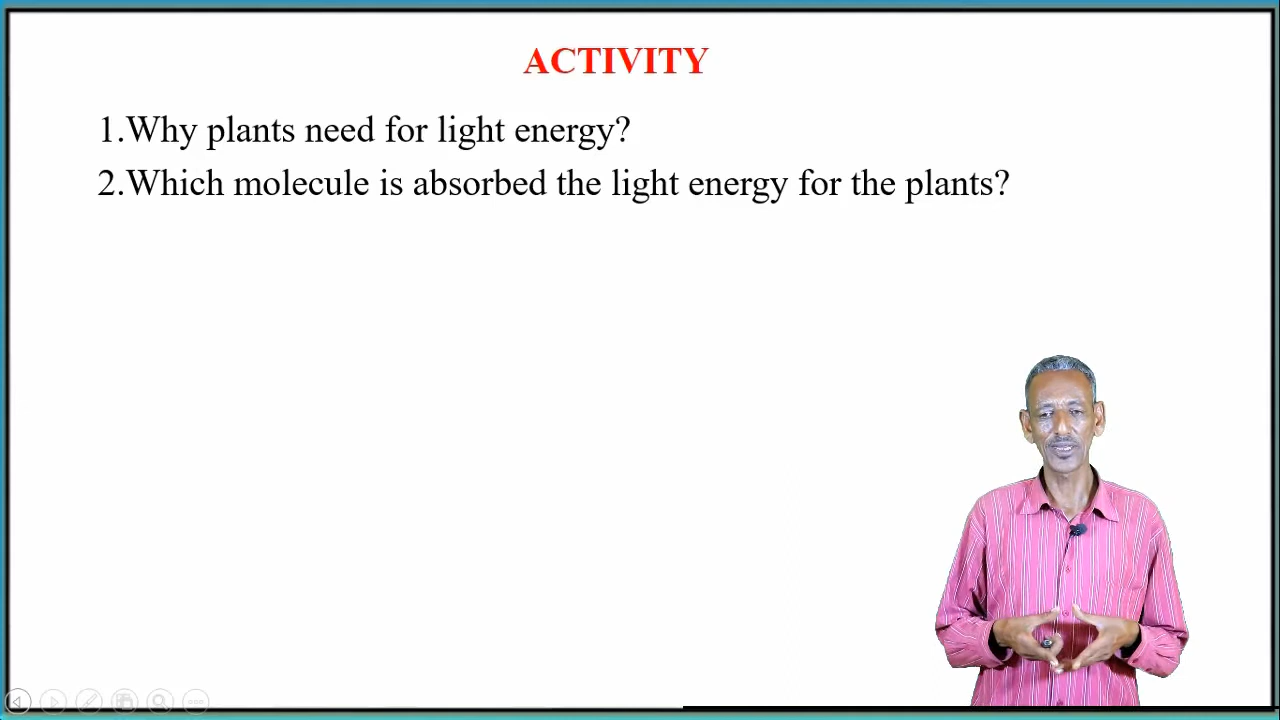 ACTIVITY
1.Why plants need for light energy?
2.Which molecule is absorbed the light energy for the plants?